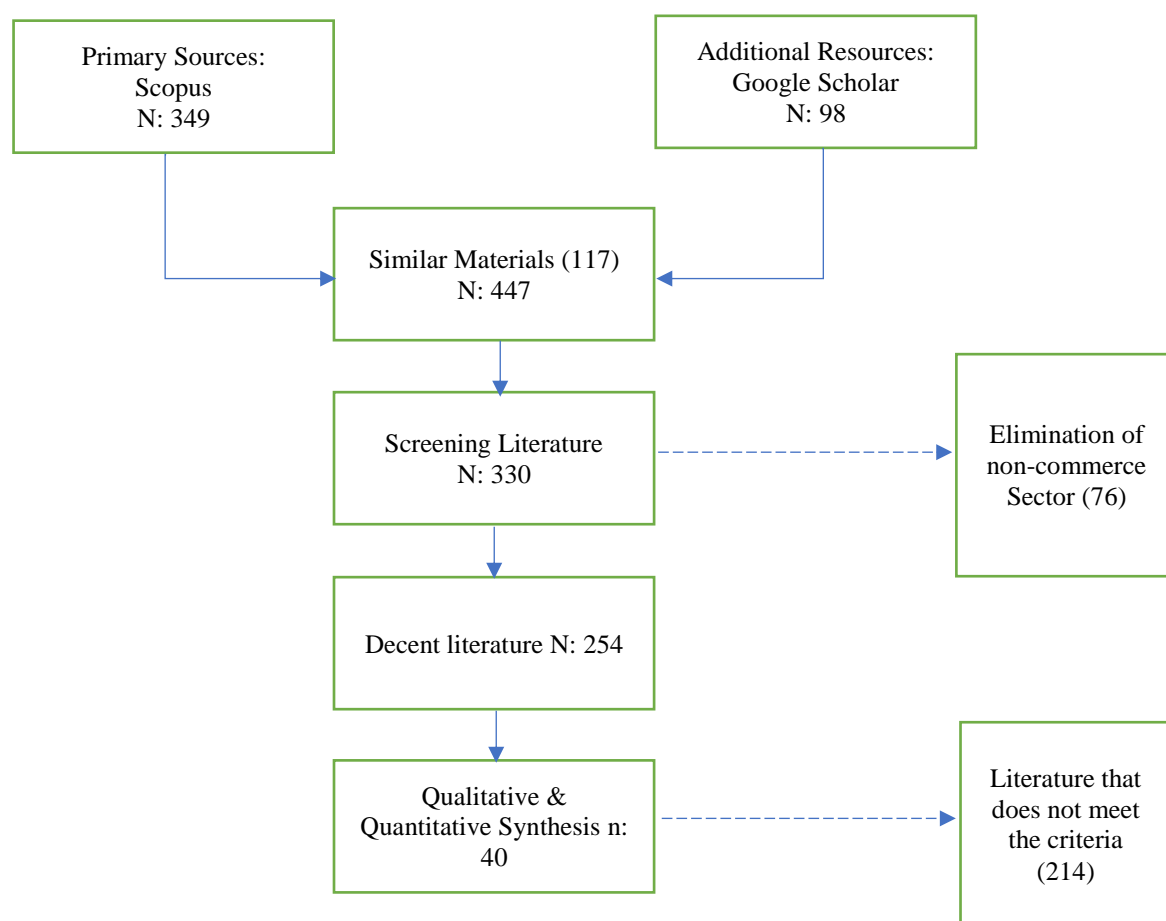 Primary Sources:
Scopus
N: 349
Additional Resources:
Google Scholar
N: 98
Similar Materials (117)
N: 447
Screening Literature
N: 330
Elimination of
non-commerce
Sector (76)
Decent literature N: 254
Qualitative &
Quantitative Synthesis n:
40
Literature that
does not meet
the criteria
(214)